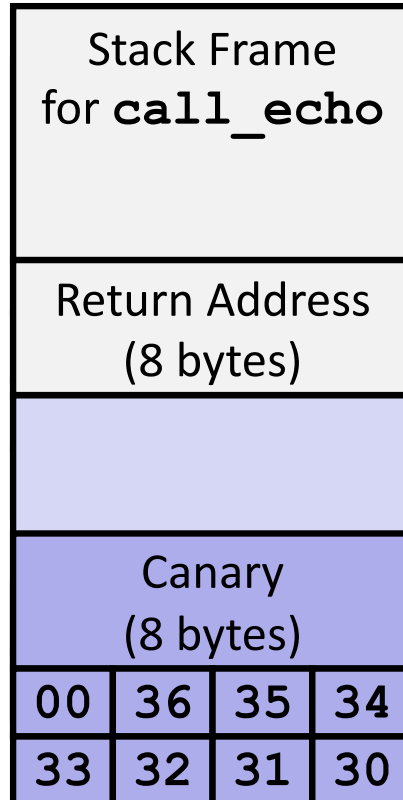 Stack Frame
for call_echo
Return Address
(8 bytes)
Canary
(8 bytes)
00 36 35 34
33 32 31 30